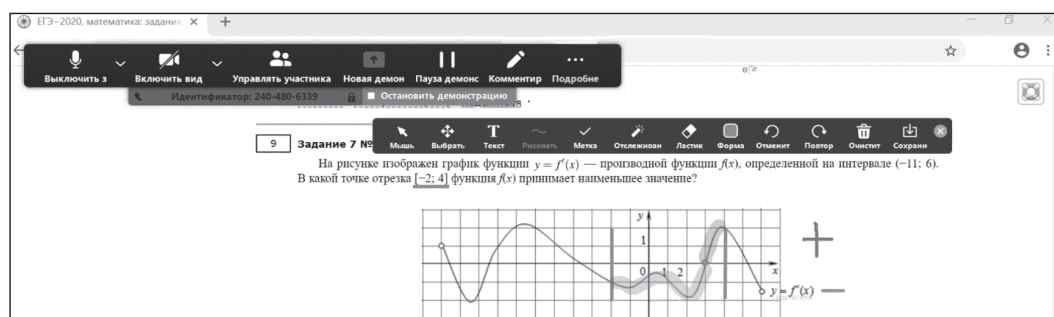 ЕГЭ–2020, математика: задания
Выключить з Включить вид Управлять участника Новая демон Пауза демонс Комментир Подробне
Идентификатор: 240-480-6339 Остановить демонстрацию
9 Задание 7 №
Мышь Выбрать Текст Рисовать Метка Отслеживан Ластик Форма Отменит Повтор Очистит Сохрани
На рисунке изображен график функции y = f′(x) — производной функции f(x), определенной на интервале (−11; 6).
В какой точке отрезка [−2; 4] функция f(x) принимает наименьшее значение?
y
1
+
0 1 2 x
y = f′(x) −